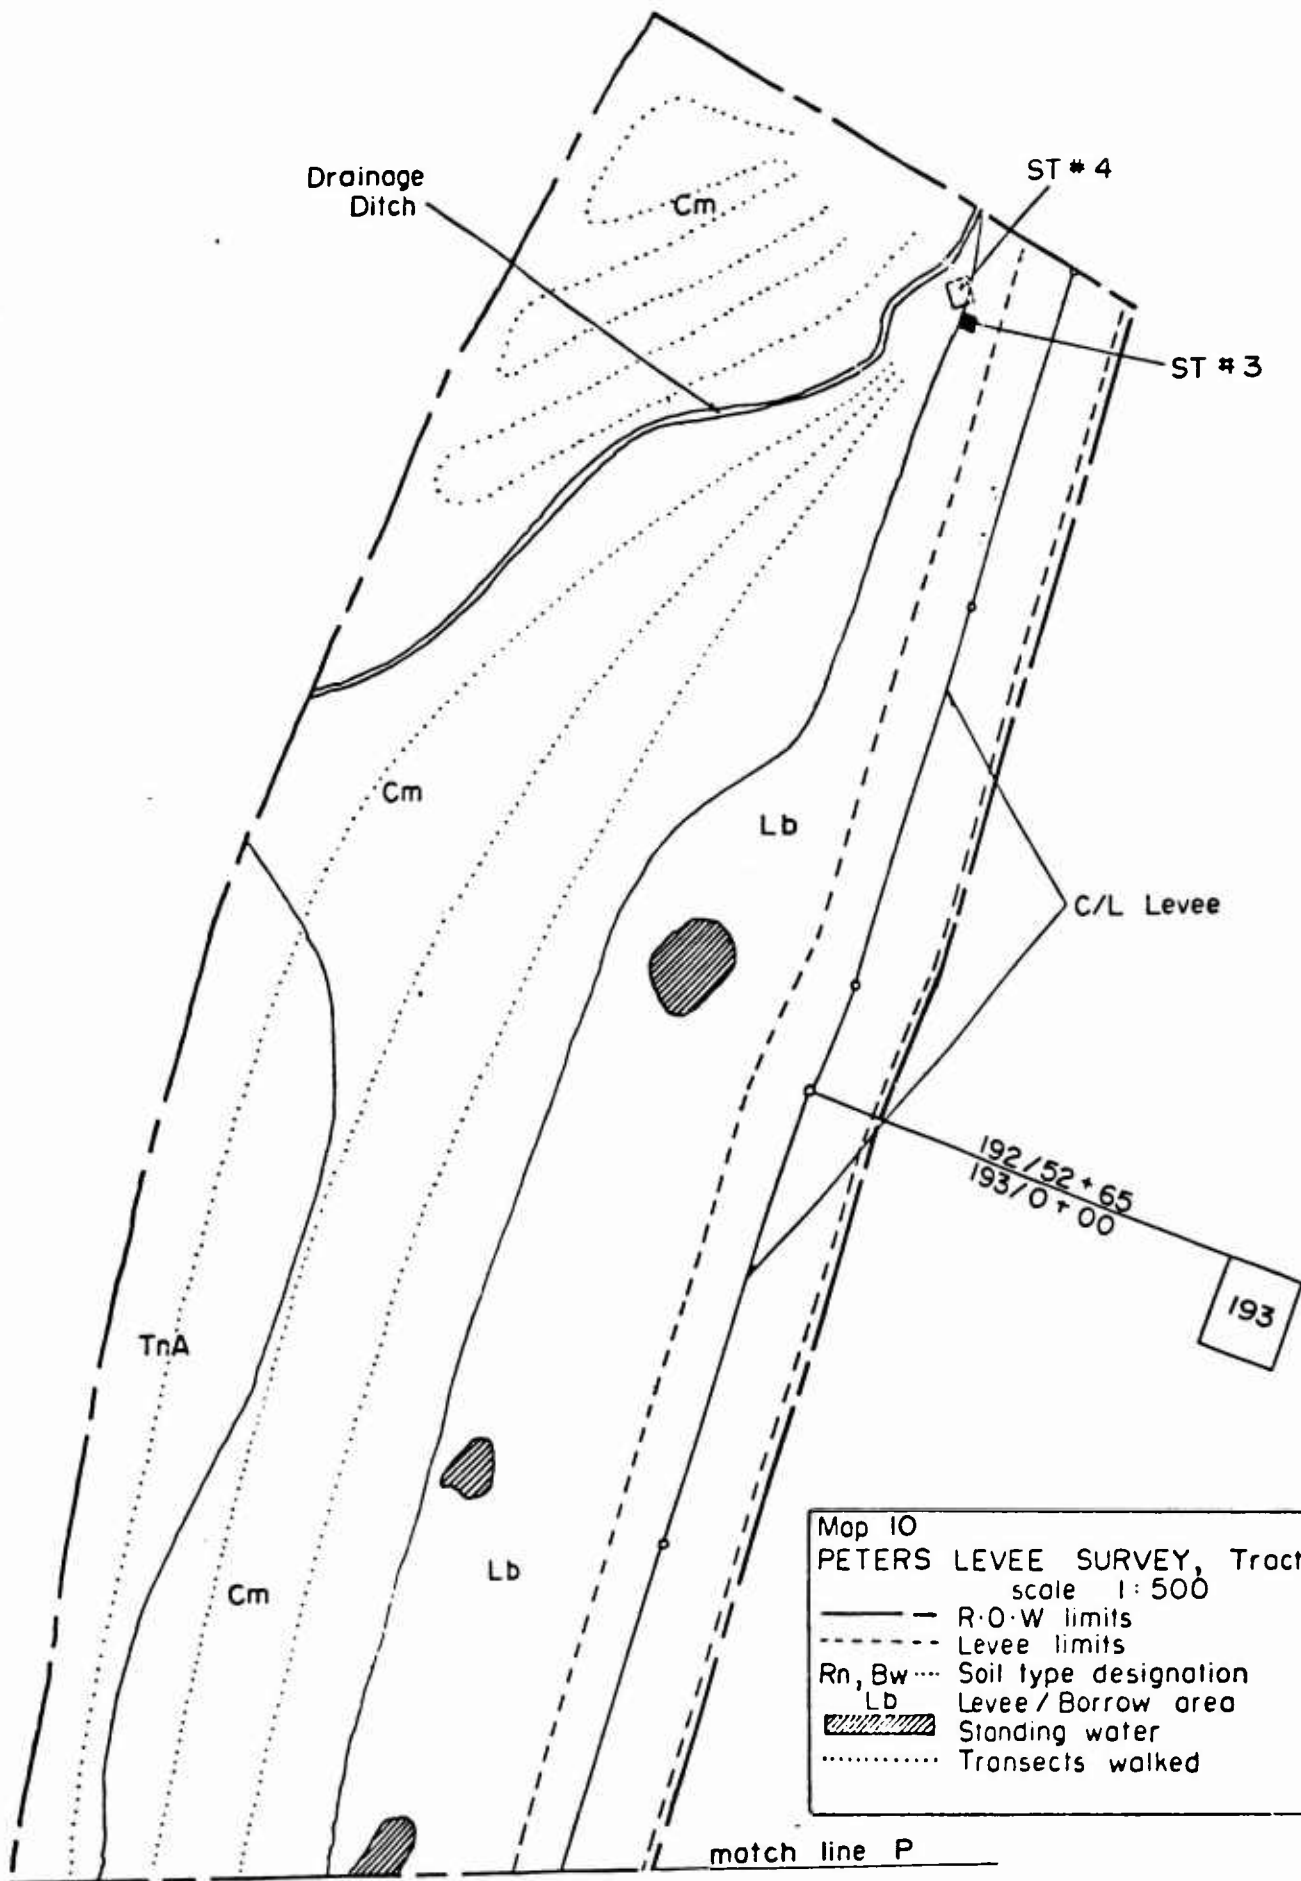 ST # 4
Drainage
Ditch
Cm
ST # 3
Cm
Lb
C/L Levee
192/52 + 65
193/0 + 00
193
TnA
Lb
Cm
Map 10
PETERS LEVEE SURVEY, Tract
scale 1:500
R.O.W limits
Levee limits
Rn, Bw .... Soil type designation
Lb Levee / Borrow area
Standing water
Transects walked
match line P